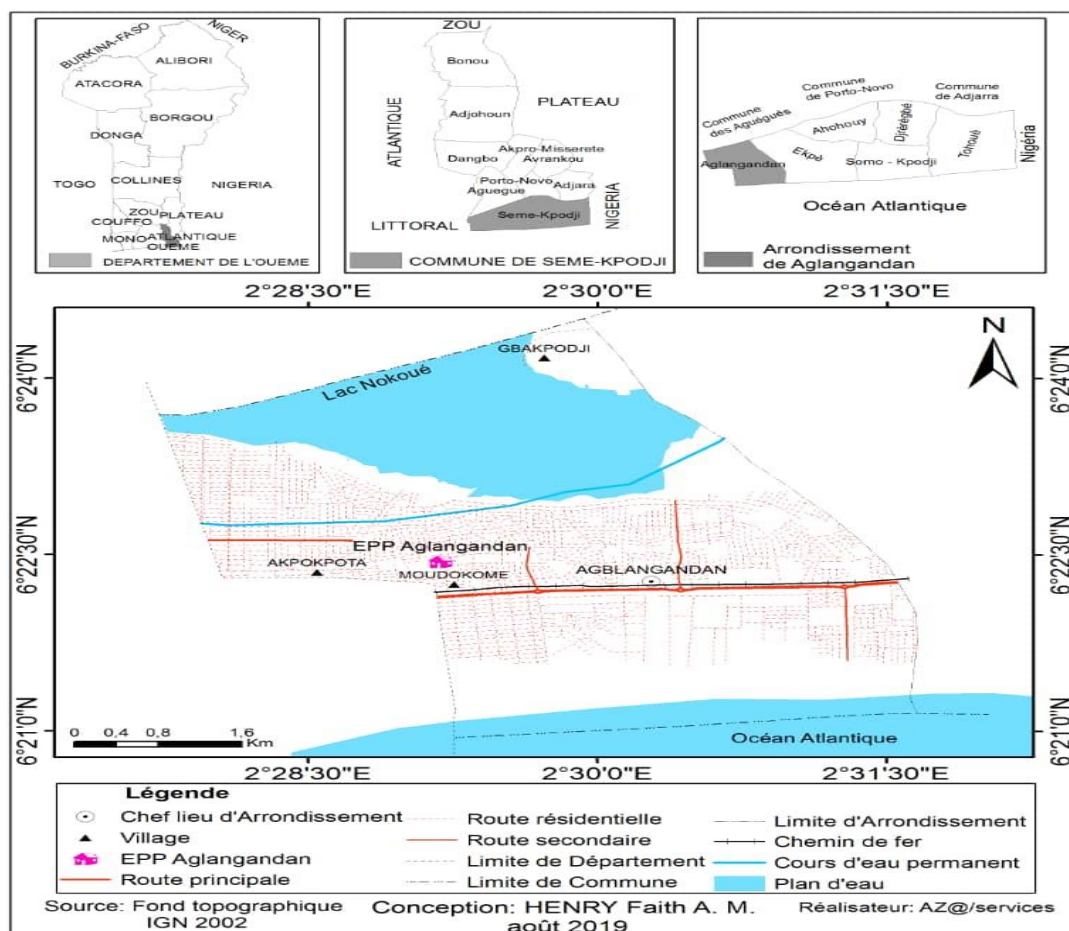 BURKINA-FASO
NIGER
ALIBORI
ATACORA
BORGOU
DONGA
COLLINES
TOGO
NIGERIA
ZOU
PLATEAU
COUFFO
MONO
ATLANTIQUE
OUEME
DEPARTEMENT DE L'OUEME
ZOU
Bonou
ATLANTIQUE
PLATEAU
Adjohoun
Akpro-Misserete
Dangbo
Avrankou
Porto-Novo
Aguegue
Adjara
NIGERIA
LITTORAL
Seme-Kpodji
COMMUNE DE SEME-KPODJI
Commune
des Aguégués
Commune
de Porto-Novo
Commune
de Adjarra
Ahohouy
Djrérègbé
Aglangandan
Ekpè
Somo - Kpodji
Tohouè
Nigéria
Océan Atlantique
Arrondissement
de Aglangandan
2°28'30"E
2°30'0"E
2°31'30"E
N
GBAKPODJI
6°24'0"N
6°24'0"N
Lac Nokoué
6°22'30"N
6°22'30"N
EPP Aglangandan
AKPOKPOTA
MOUDOKOME
AGBLANGANDAN
6°21'0"N
6°21'0"N
0 0,4 0,8 1,6
Km
Océan Atlantique
2°28'30"E
2°30'0"E
2°31'30"E
Légende
Chef lieu d'Arrondissement
Village
EPP Aglangandan
Route principale
Route résidentielle
Route secondaire
Limite de Département
Limite de Commune
Limite d'Arrondissement
Chemin de fer
Cours d'eau permanent
Plan d'eau
Source: Fond topographique
IGN 2002
Conception: HENRY Faith A. M.
août 2019
Réalisateur: AZ@/services